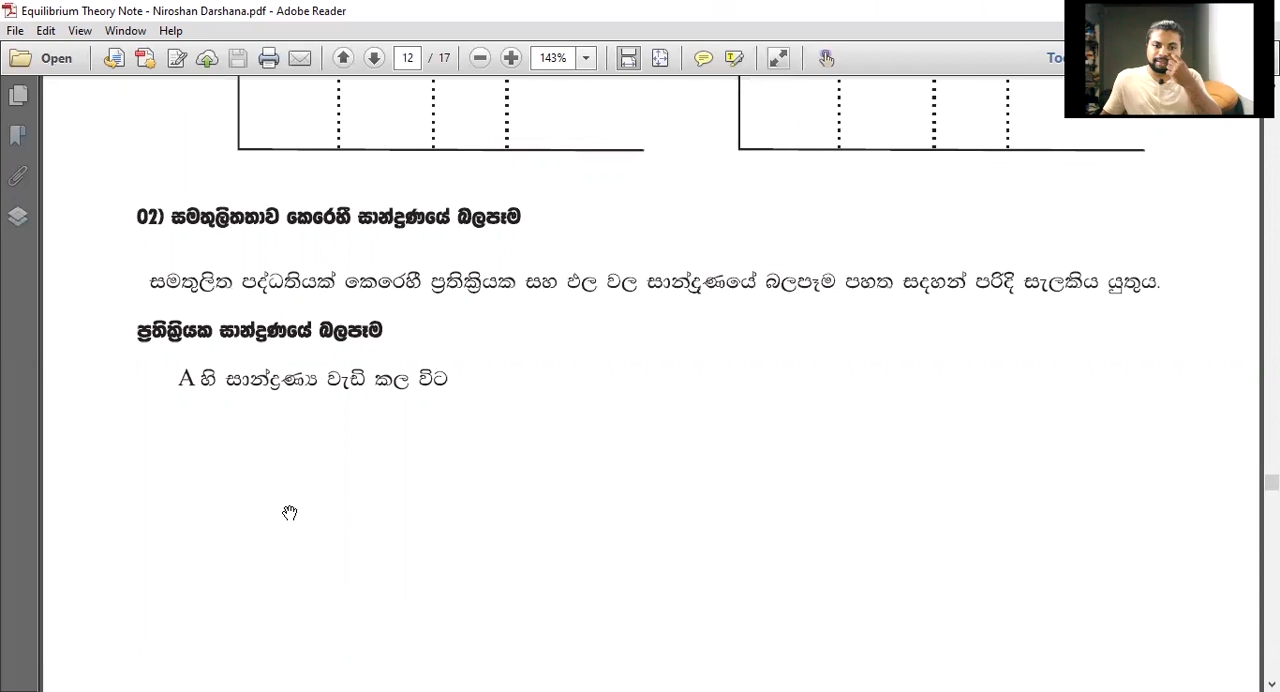 Equilibrium Theory Note - Niroshan Darshana.pdf - Adobe Reader
File Edit View Window Help
Open 12 / 17 143%
02) සමතුලිතතාව කෙරෙහි සාන්ද්‍රණයේ බලපෑම
සමතුලිත පද්ධතියක් කෙරෙහි ප්‍රතික්‍රියක සහ ඵල වල සාන්ද්‍රණයේ බලපෑම පහත සදහන් පරිදි සැලකිය යුතුය.
ප්‍රතික්‍රියක සාන්ද්‍රණයේ බලපෑම
A හි සාන්ද්‍රණ්‍ය වැඩි කල විට